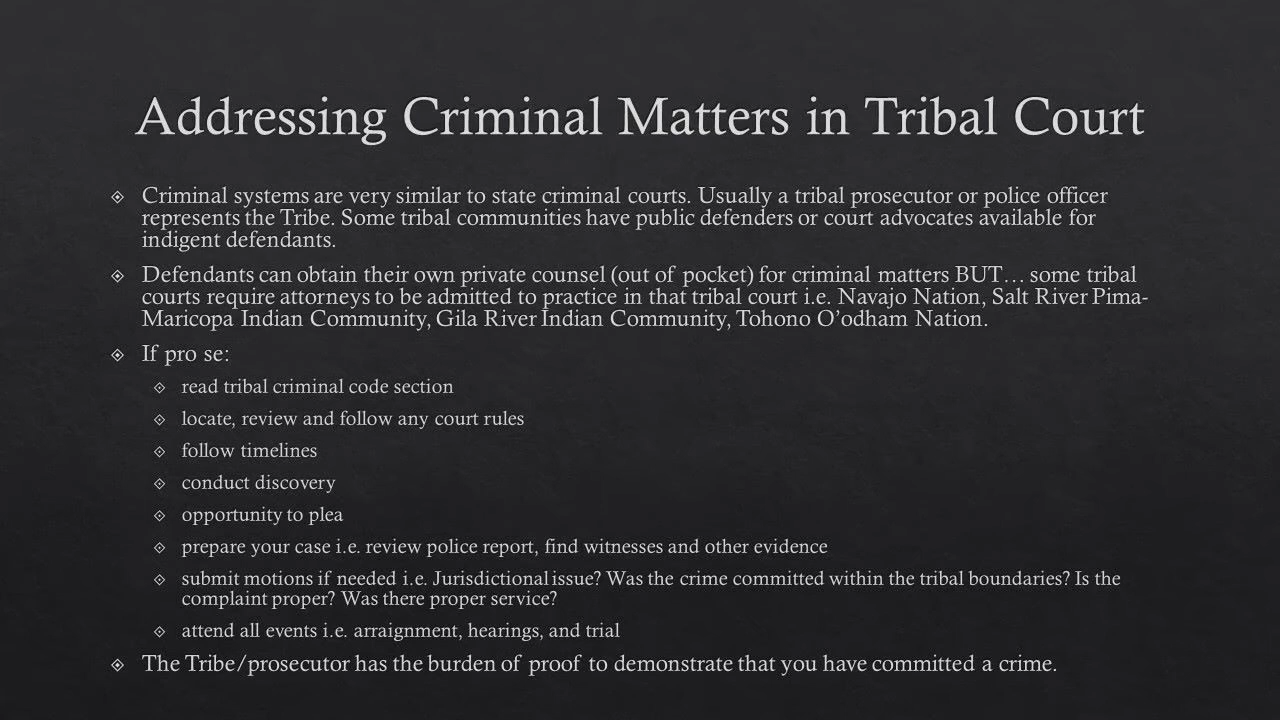 Addressing Criminal Matters in Tribal Court
Criminal systems are very similar to state criminal courts. Usually a tribal prosecutor or police officer
represents the Tribe. Some tribal communities have public defenders or court advocates available for
indigent defendants.
Defendants can obtain their own private counsel (out of pocket) for criminal matters BUT… some tribal
courts require attorneys to be admitted to practice in that tribal court i.e. Navajo Nation, Salt River Pima-
Maricopa Indian Community, Gila River Indian Community, Tohono O’odham Nation.
If pro se:
read tribal criminal code section
locate, review and follow any court rules
follow timelines
conduct discovery
opportunity to plea
prepare your case i.e. review police report, find witnesses and other evidence
submit motions if needed i.e. Jurisdictional issue? Was the crime committed within the tribal boundaries? Is the
complaint proper? Was there proper service?
attend all events i.e. arraignment, hearings, and trial
The Tribe/prosecutor has the burden of proof to demonstrate that you have committed a crime.